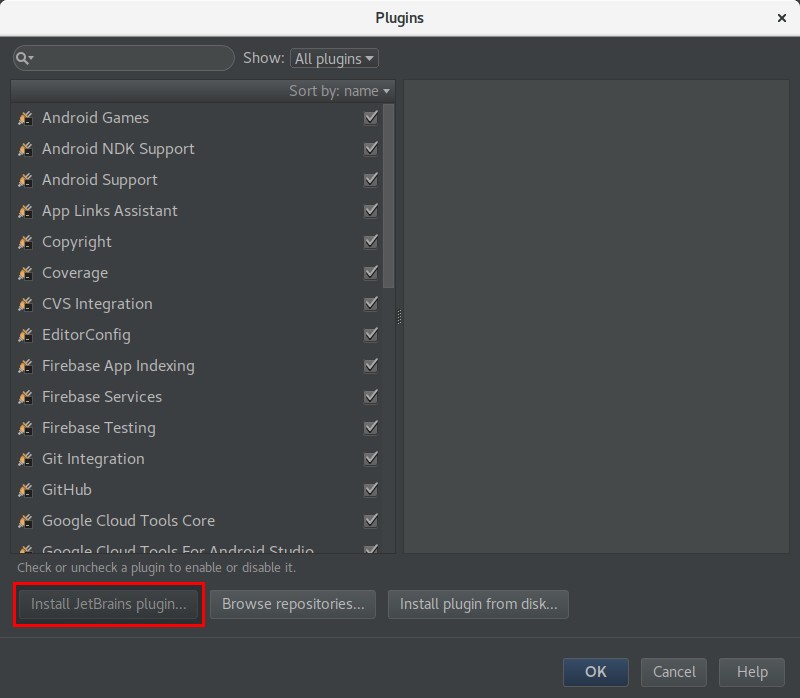 Plugins
Show: All plugins
Sort by: name
Android Games
Android NDK Support
Android Support
App Links Assistant
Copyright
Coverage
CVS Integration
EditorConfig
Firebase App Indexing
Firebase Services
Firebase Testing
Git Integration
GitHub
Google Cloud Tools Core
Google Cloud Tools For Android Studio
Check or uncheck a plugin to enable or disable it.
Install JetBrains plugin... Browse repositories... Install plugin from disk...
OK Cancel Help